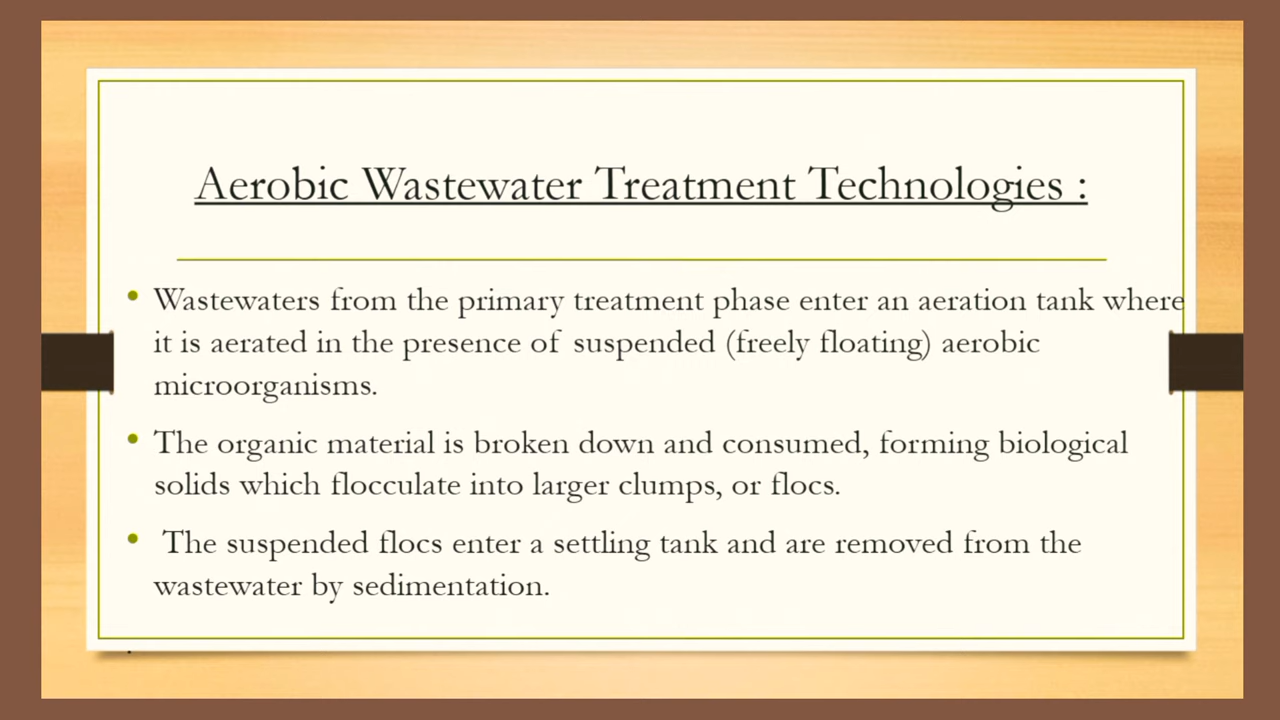 Aerobic Wastewater Treatment Technologies :
• Wastewaters from the primary treatment phase enter an aeration tank where
it is aerated in the presence of suspended (freely floating) aerobic
microorganisms.
• The organic material is broken down and consumed, forming biological
solids which flocculate into larger clumps, or flocs.
• The suspended flocs enter a settling tank and are removed from the
wastewater by sedimentation.
.